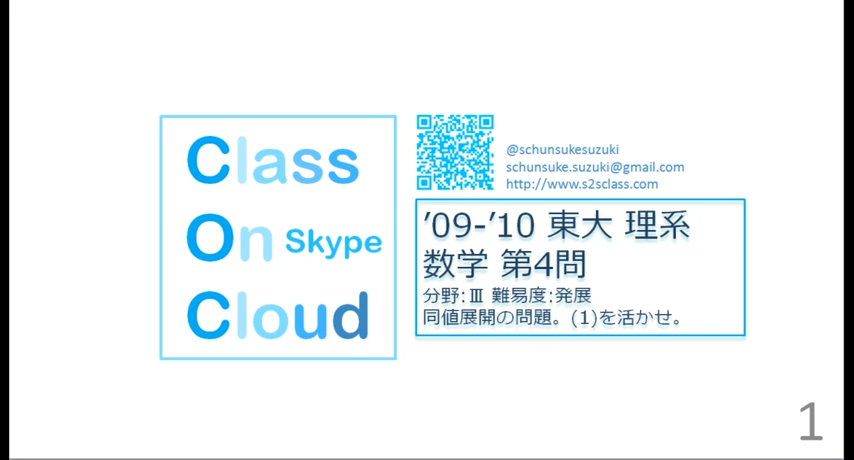 Class
On Skype
Cloud
@schunsukesuzuki
schunsuke.suzuki@gmail.com
http://www.s2sclass.com
’09-’10 東大 理系
数学 第4問
分野:Ⅲ 難易度:発展
同値展開の問題。(1)を活かせ。
1